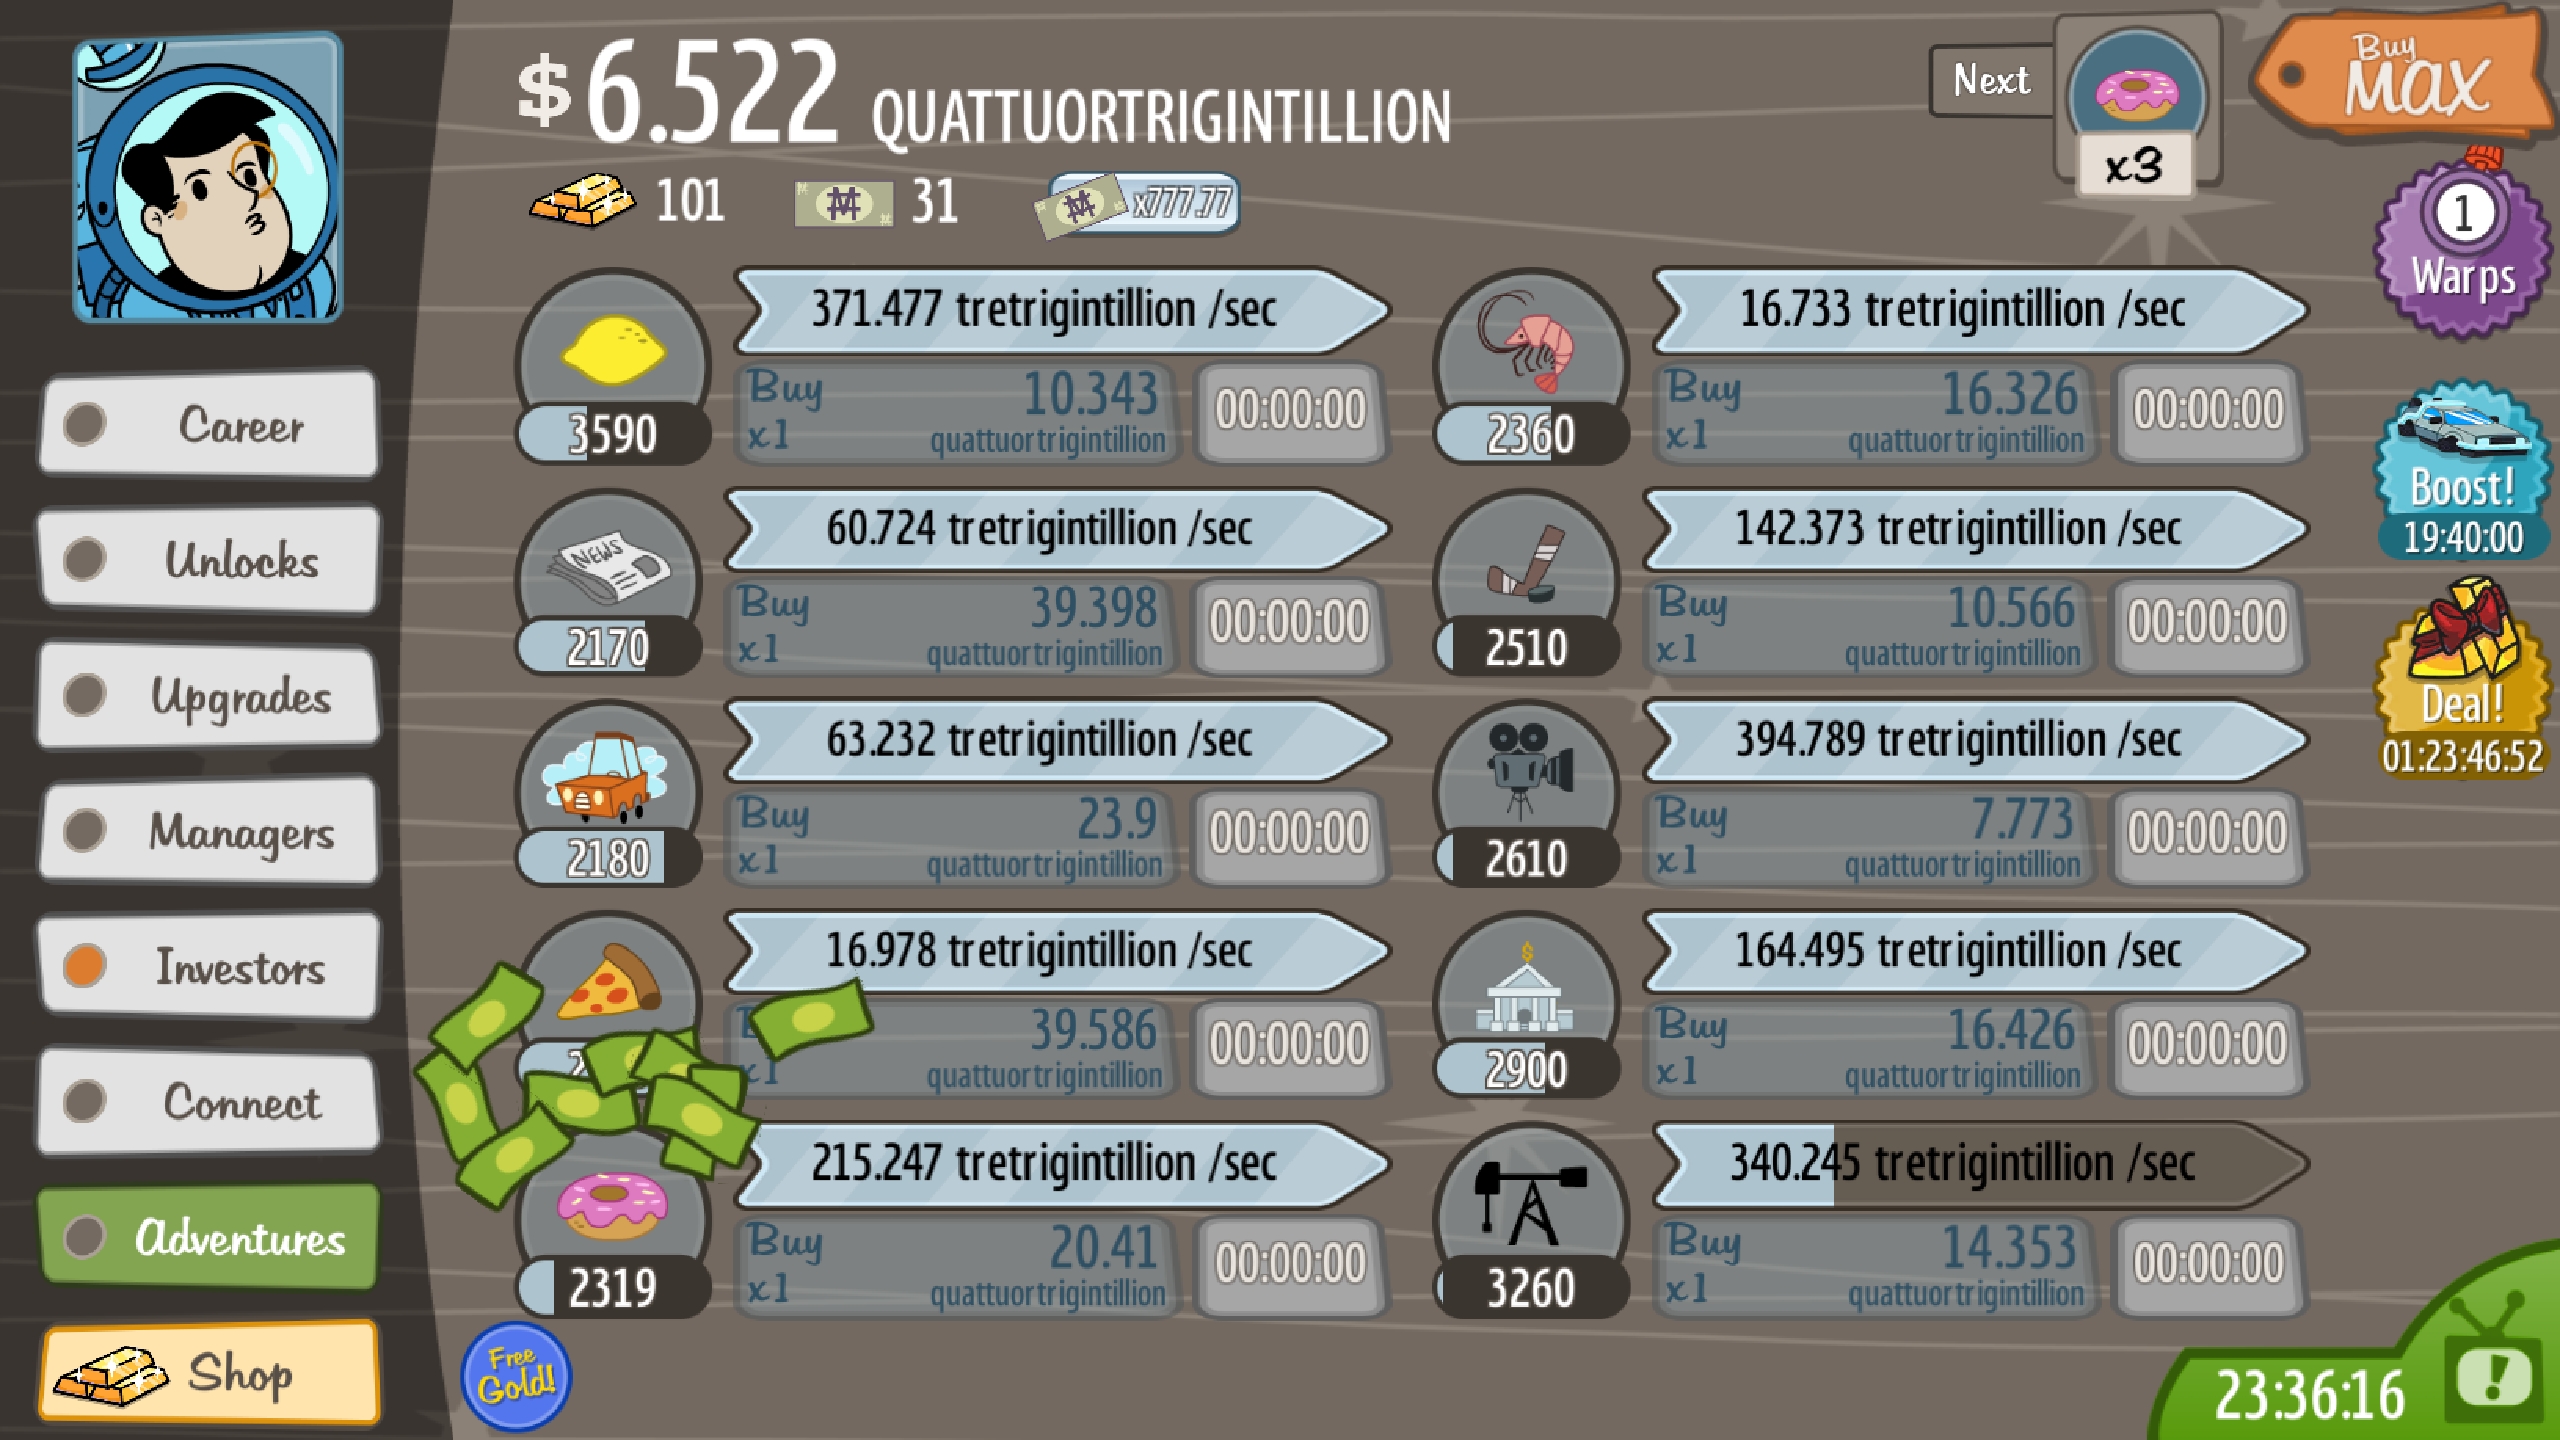 $6.522 QUATTUORTRIGINTILLION
Next
x3
Buy
MAX
101
31
x777.77
1
Warps
Boost!
19:40:00
Deal!
01:23:46:52
Career
Unlocks
Upgrades
Managers
Investors
Connect
Adventures
Shop
371.477 tretrigintillion /sec
3590
Buy
x1
10.343
quattuortrigintillion
00:00:00
16.733 tretrigintillion /sec
2360
Buy
x1
16.326
quattuortrigintillion
00:00:00
NEWS
60.724 tretrigintillion /sec
2170
Buy
x1
39.398
quattuortrigintillion
00:00:00
142.373 tretrigintillion /sec
2510
Buy
x1
10.566
quattuortrigintillion
00:00:00
63.232 tretrigintillion /sec
2180
Buy
x1
23.9
quattuortrigintillion
00:00:00
394.789 tretrigintillion /sec
2610
Buy
x1
7.773
quattuortrigintillion
00:00:00
16.978 tretrigintillion /sec
x1
39.586
quattuortrigintillion
00:00:00
164.495 tretrigintillion /sec
2900
Buy
x1
16.426
quattuortrigintillion
00:00:00
215.247 tretrigintillion /sec
2319
Buy
x1
20.41
quattuortrigintillion
00:00:00
340.245 tretrigintillion /sec
3260
Buy
x1
14.353
quattuortrigintillion
00:00:00
Free
Gold!
23:36:16